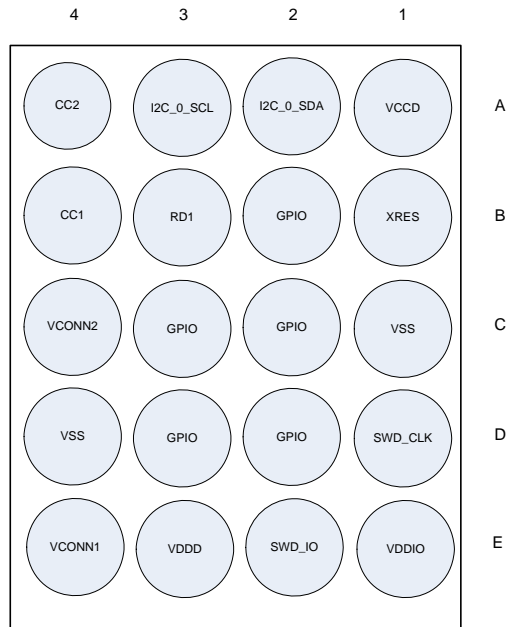 4 3 2 1
CC2 I2C_0_SCL I2C_0_SDA VCCD A
CC1 RD1 GPIO XRES B
VCONN2 GPIO GPIO VSS C
VSS GPIO GPIO SWD_CLK D
VCONN1 VDDD SWD_IO VDDIO E